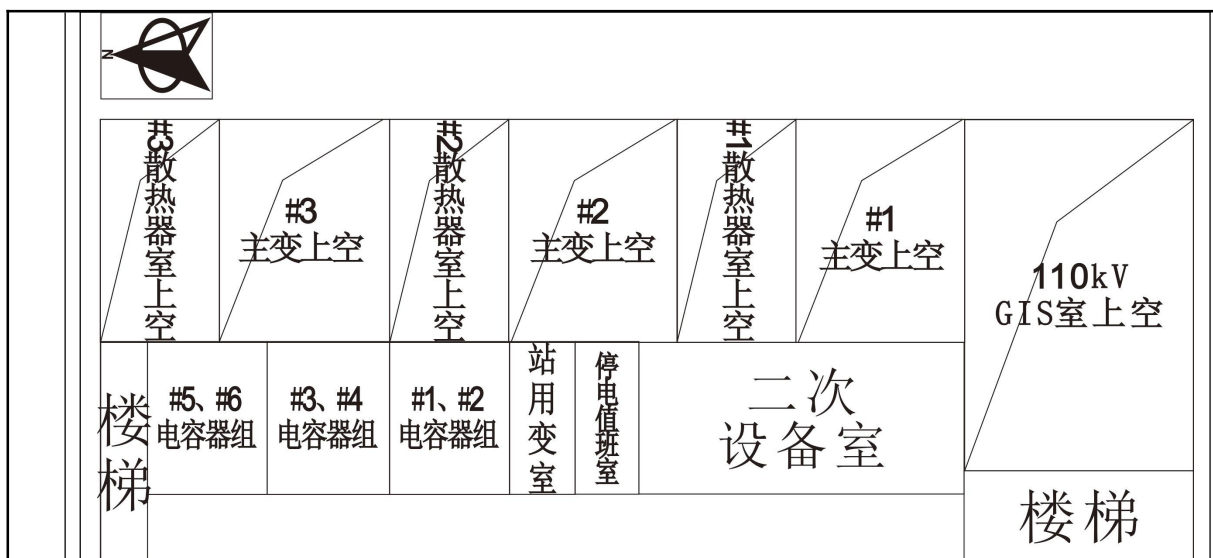 N
#3散热器室上空
#3
主变上空
#2散热器室上空
#2
主变上空
#1散热器室上空
#1
主变上空
110kV
GIS室上空
楼梯
#5、#6
电容器组
#3、#4
电容器组
#1、#2
电容器组
站用变室
停电值班室
二次
设备室
楼梯